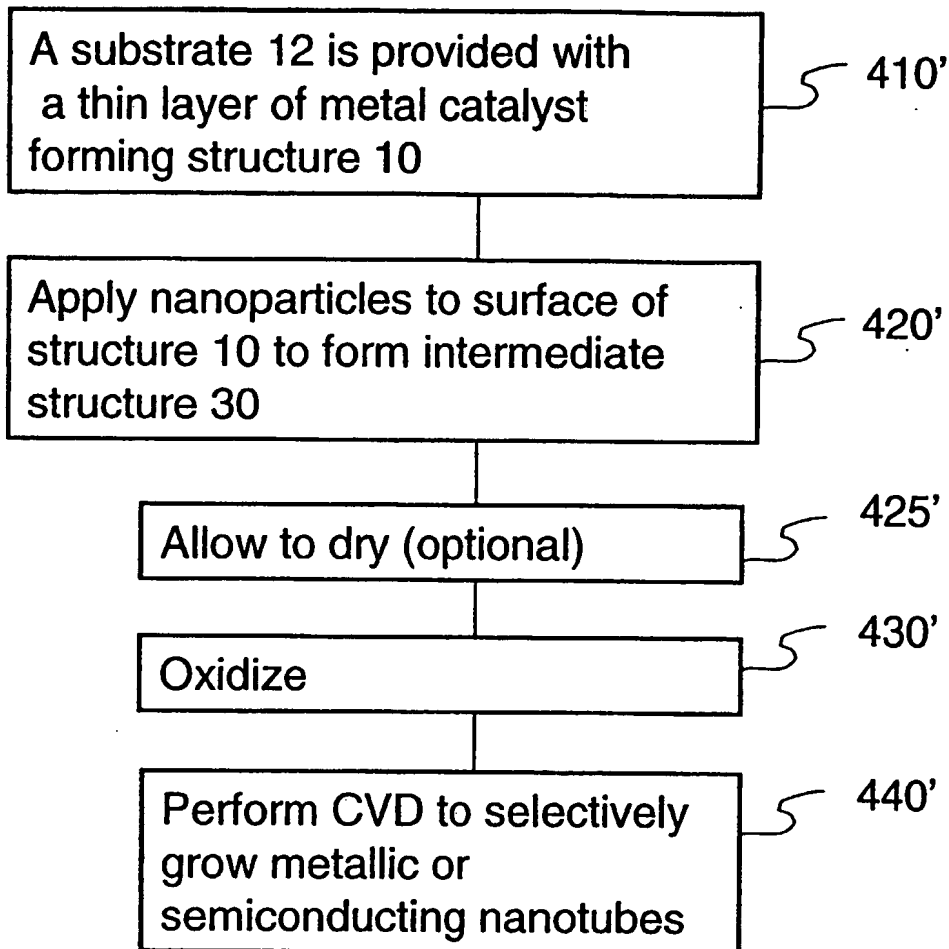 A substrate 12 is provided with
a thin layer of metal catalyst
forming structure 10
410'
Apply nanoparticles to surface of
structure 10 to form intermediate
structure 30
420'
Allow to dry (optional)
425'
Oxidize
430'
Perform CVD to selectively
grow metallic or
semiconducting nanotubes
440'